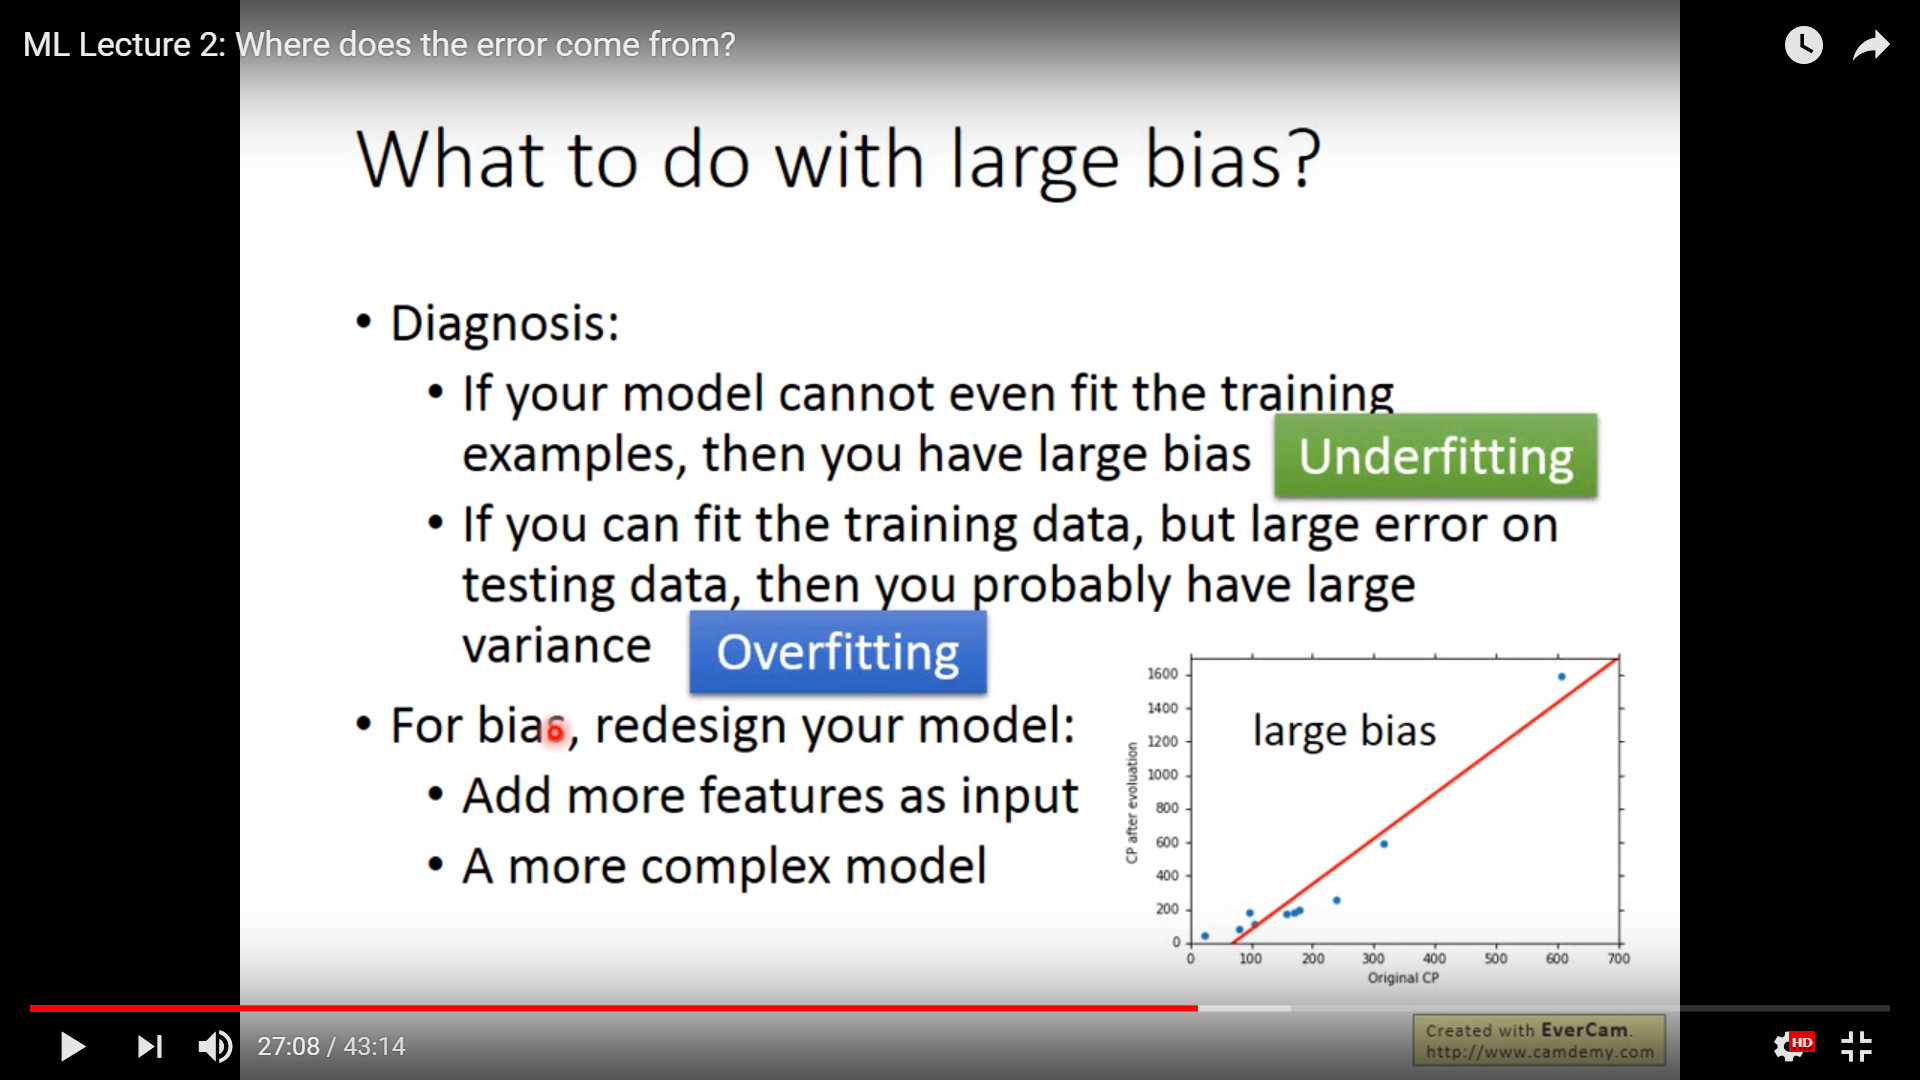 ML Lecture 2: Where does the error come from?
What to do with large bias?
• Diagnosis:
• If your model cannot even fit the training
examples, then you have large bias
Underfitting
• If you can fit the training data, but large error on
testing data, then you probably have large
variance
Overfitting
• For bias, redesign your model:
• Add more features as input
• A more complex model
large bias
CP after evoluation
1600
1400
1200
1000
800
600
400
200
0
0 100 200 300 400 500 600 700
Original CP
27:08 / 43:14
Created with EverCam.
http://www.camdemy.com
HD